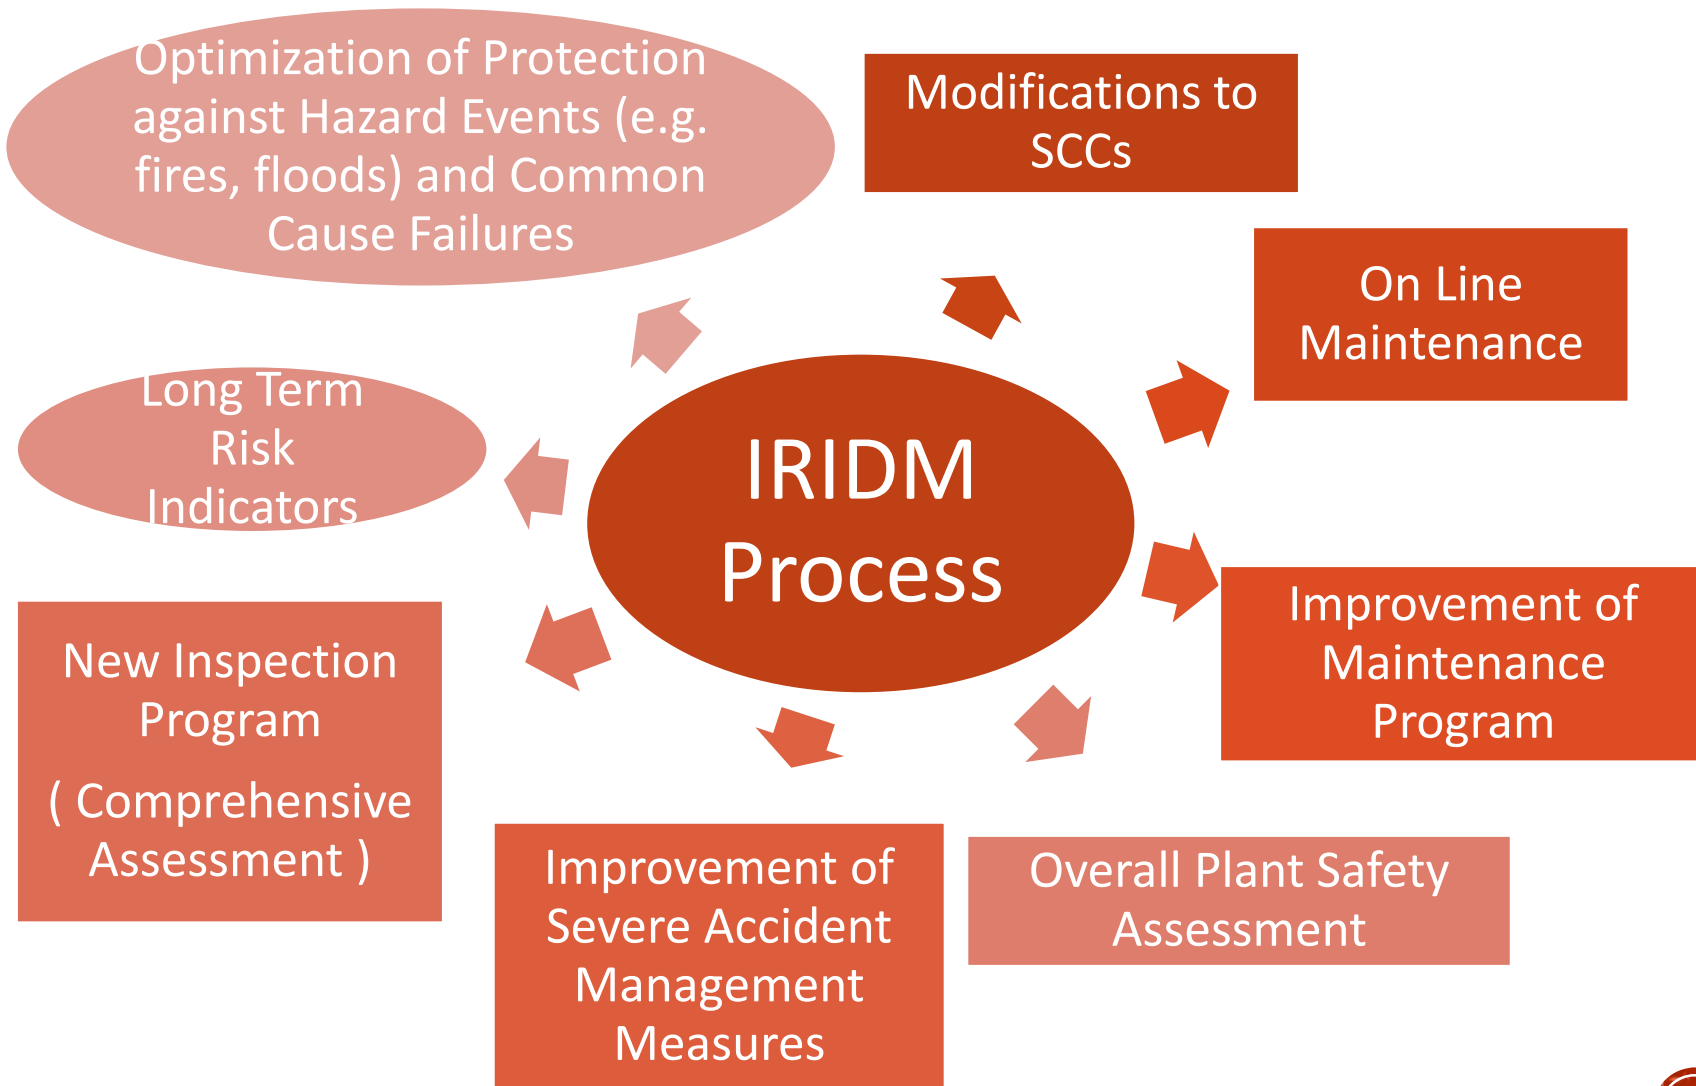 Optimization of Protection
against Hazard Events (e.g.
fires, floods) and Common
Cause Failures
Modifications to
SCCs
On Line
Maintenance
Long Term
Risk
Indicators
IRIDM
Process
Improvement of
Maintenance
Program
New Inspection
Program
( Comprehensive
Assessment )
Improvement of
Severe Accident
Management
Measures
Overall Plant Safety
Assessment